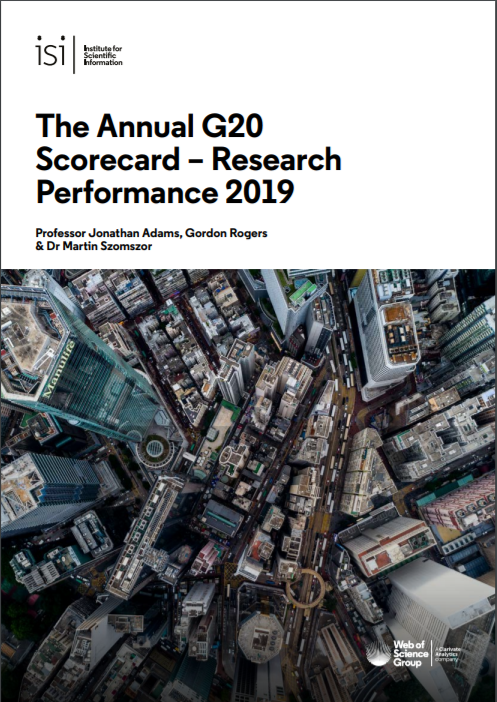 isi
Institute for
Scientific
Information
The Annual G20
Scorecard – Research
Performance 2019
Professor Jonathan Adams, Gordon Rogers
& Dr Martin Szomszor
Manulife
Web of
Science
Group
A Clarivate
Analytics
company